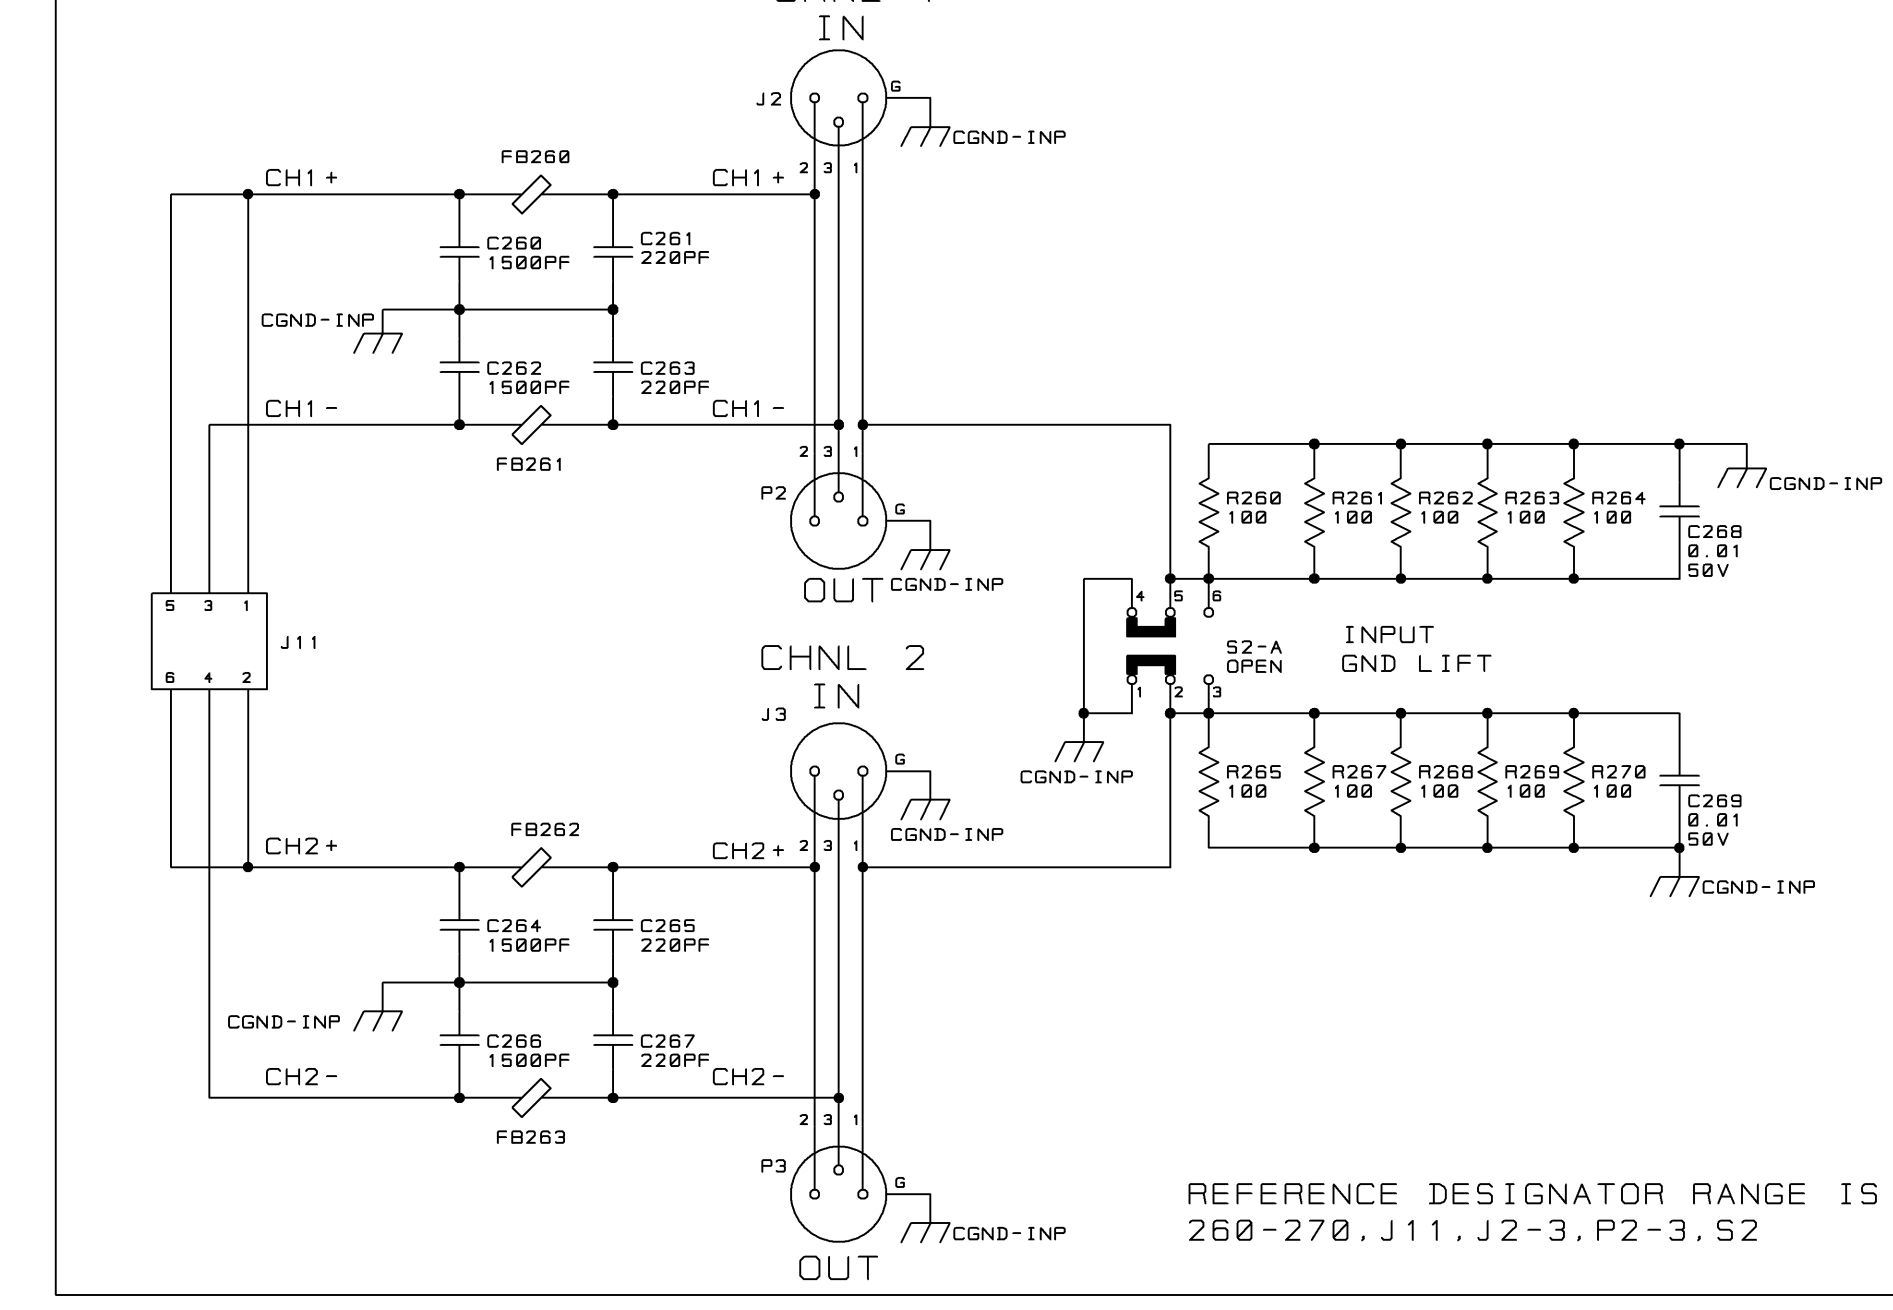 IN
J2
G
CGND-INP
2 3 1
FB260
CH1+
CH1+
C260
1500PF
C261
220PF
CGND-INP
C262
1500PF
C263
220PF
CH1-
CH1-
FB261
2 3 1
P2
G
OUT
CGND-INP
R260
100
R261
100
R262
100
R263
100
R264
100
CGND-INP
C268
0.01
50V
4 5 6
5 3 1
J11
6 4 2
S2-A
OPEN
INPUT
GND LIFT
1 2 3
CGND-INP
CHNL 2
IN
J3
G
CGND-INP
2 3 1
R265
100
R267
100
R268
100
R269
100
R270
100
C269
0.01
50V
CGND-INP
FB262
CH2+
CH2+
C264
1500PF
C265
220PF
CGND-INP
C266
1500PF
C267
220PF
CH2-
CH2-
FB263
2 3 1
P3
G
CGND-INP
OUT
REFERENCE DESIGNATOR RANGE IS
260-270,J11,J2-3,P2-3,S2